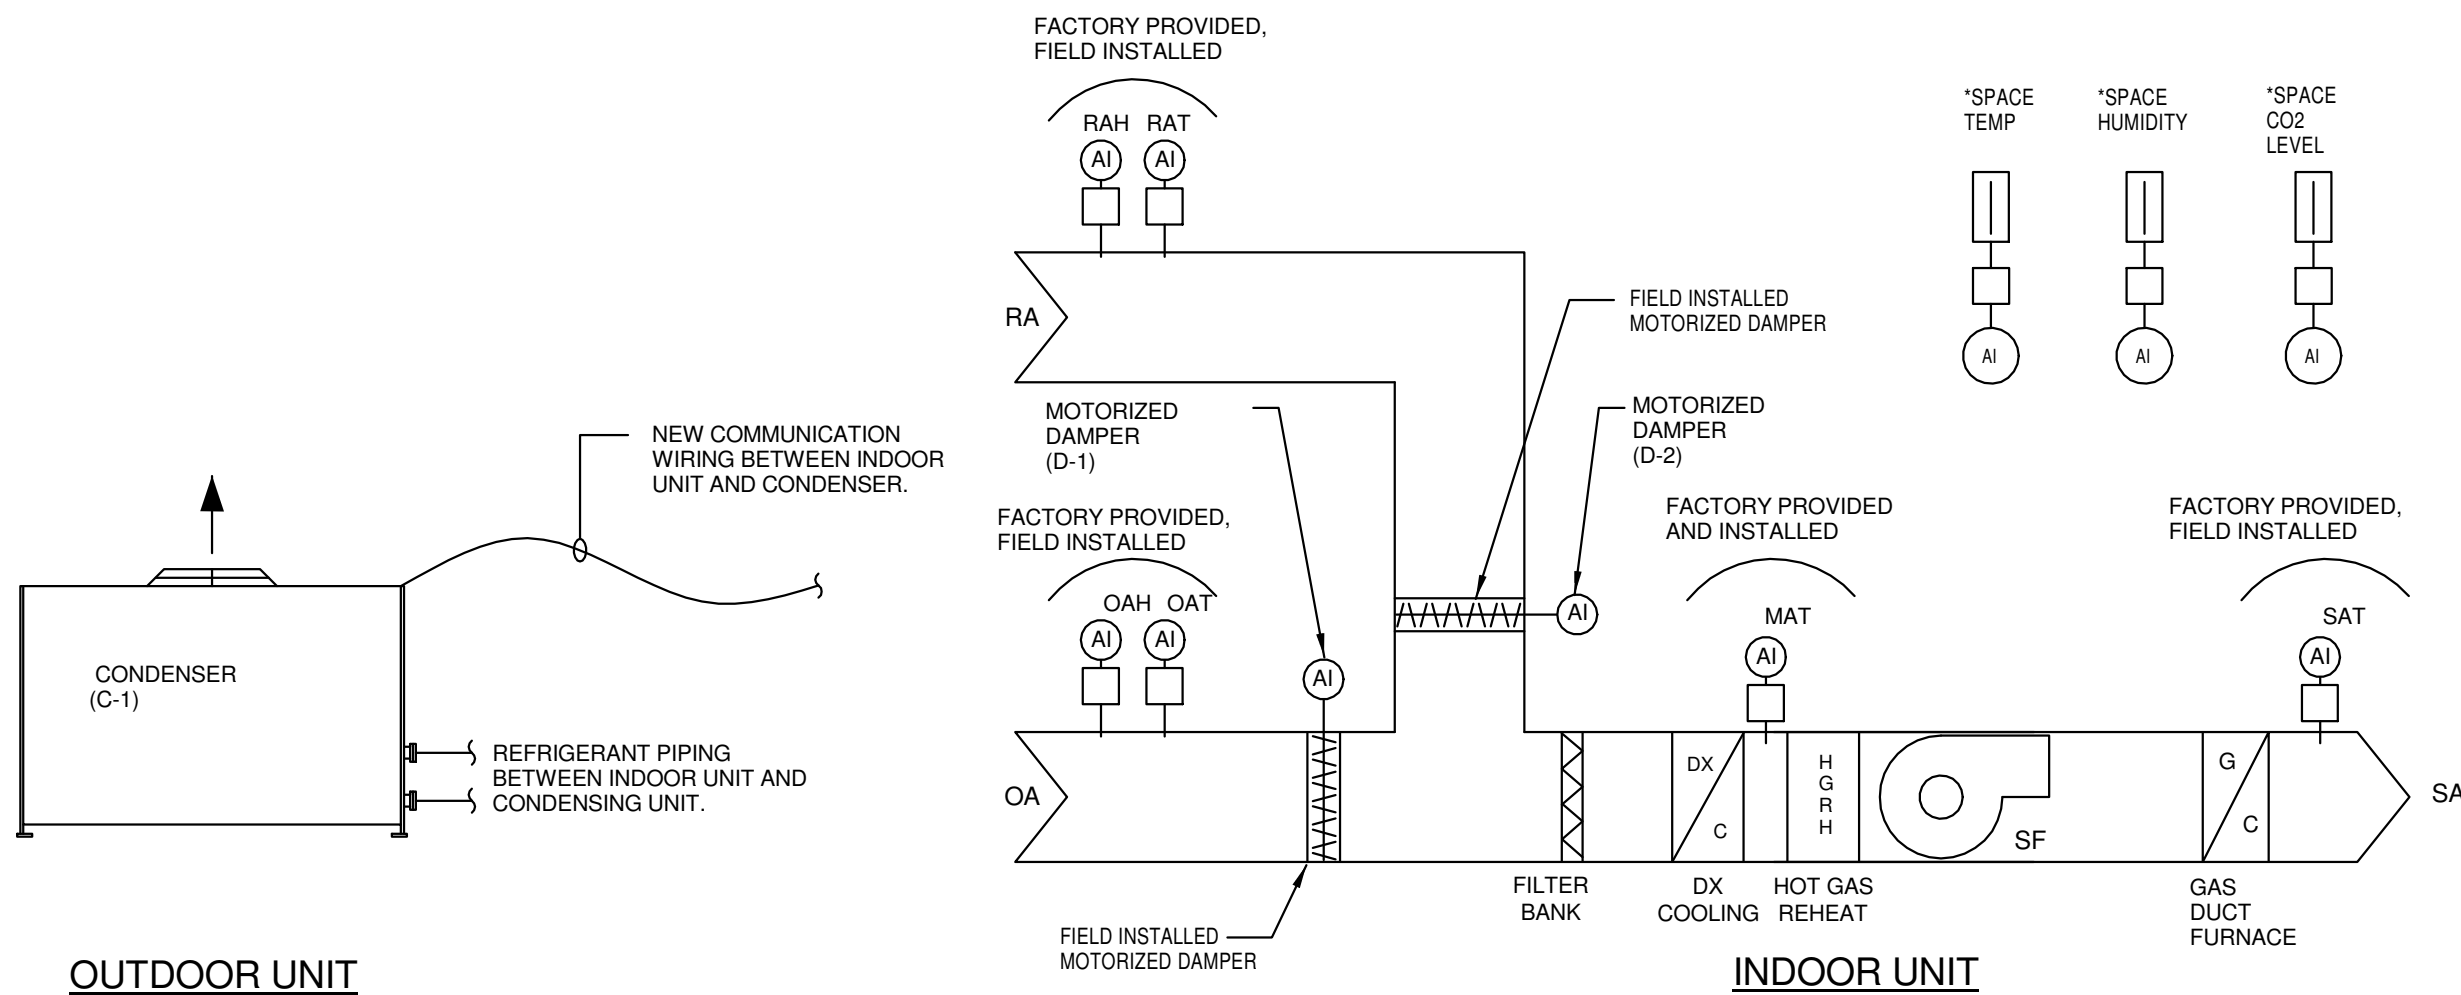 FACTORY PROVIDED,
FIELD INSTALLED
RAH RAT
AI AI
*SPACE
TEMP
*SPACE
HUMIDITY
*SPACE
CO2
LEVEL
AI
AI
AI
RA
FIELD INSTALLED
MOTORIZED DAMPER
MOTORIZED
DAMPER
(D-1)
MOTORIZED
DAMPER
(D-2)
NEW COMMUNICATION
WIRING BETWEEN INDOOR
UNIT AND CONDENSER.
FACTORY PROVIDED,
FIELD INSTALLED
OAH OAT
AI AI
AI
AI
FACTORY PROVIDED
AND INSTALLED
MAT
AI
FACTORY PROVIDED,
FIELD INSTALLED
SAT
AI
CONDENSER
(C-1)
REFRIGERANT PIPING
BETWEEN INDOOR UNIT AND
CONDENSING UNIT.
OA
DX
C
H
G
R
H
SF
G
C
SA
FILTER
BANK
DX
COOLING
HOT GAS
REHEAT
GAS
DUCT
FURNACE
FIELD INSTALLED
MOTORIZED DAMPER
OUTDOOR UNIT
INDOOR UNIT